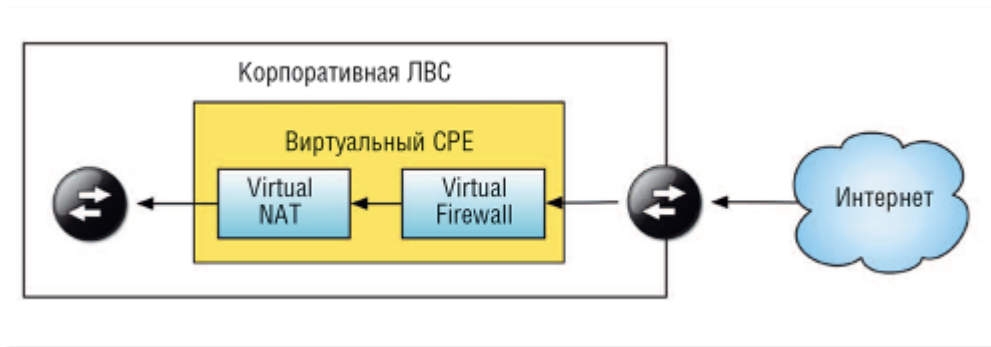 Корпоративная ЛВС
Виртуальный CPE
Virtual
NAT
Virtual
Firewall
Интернет